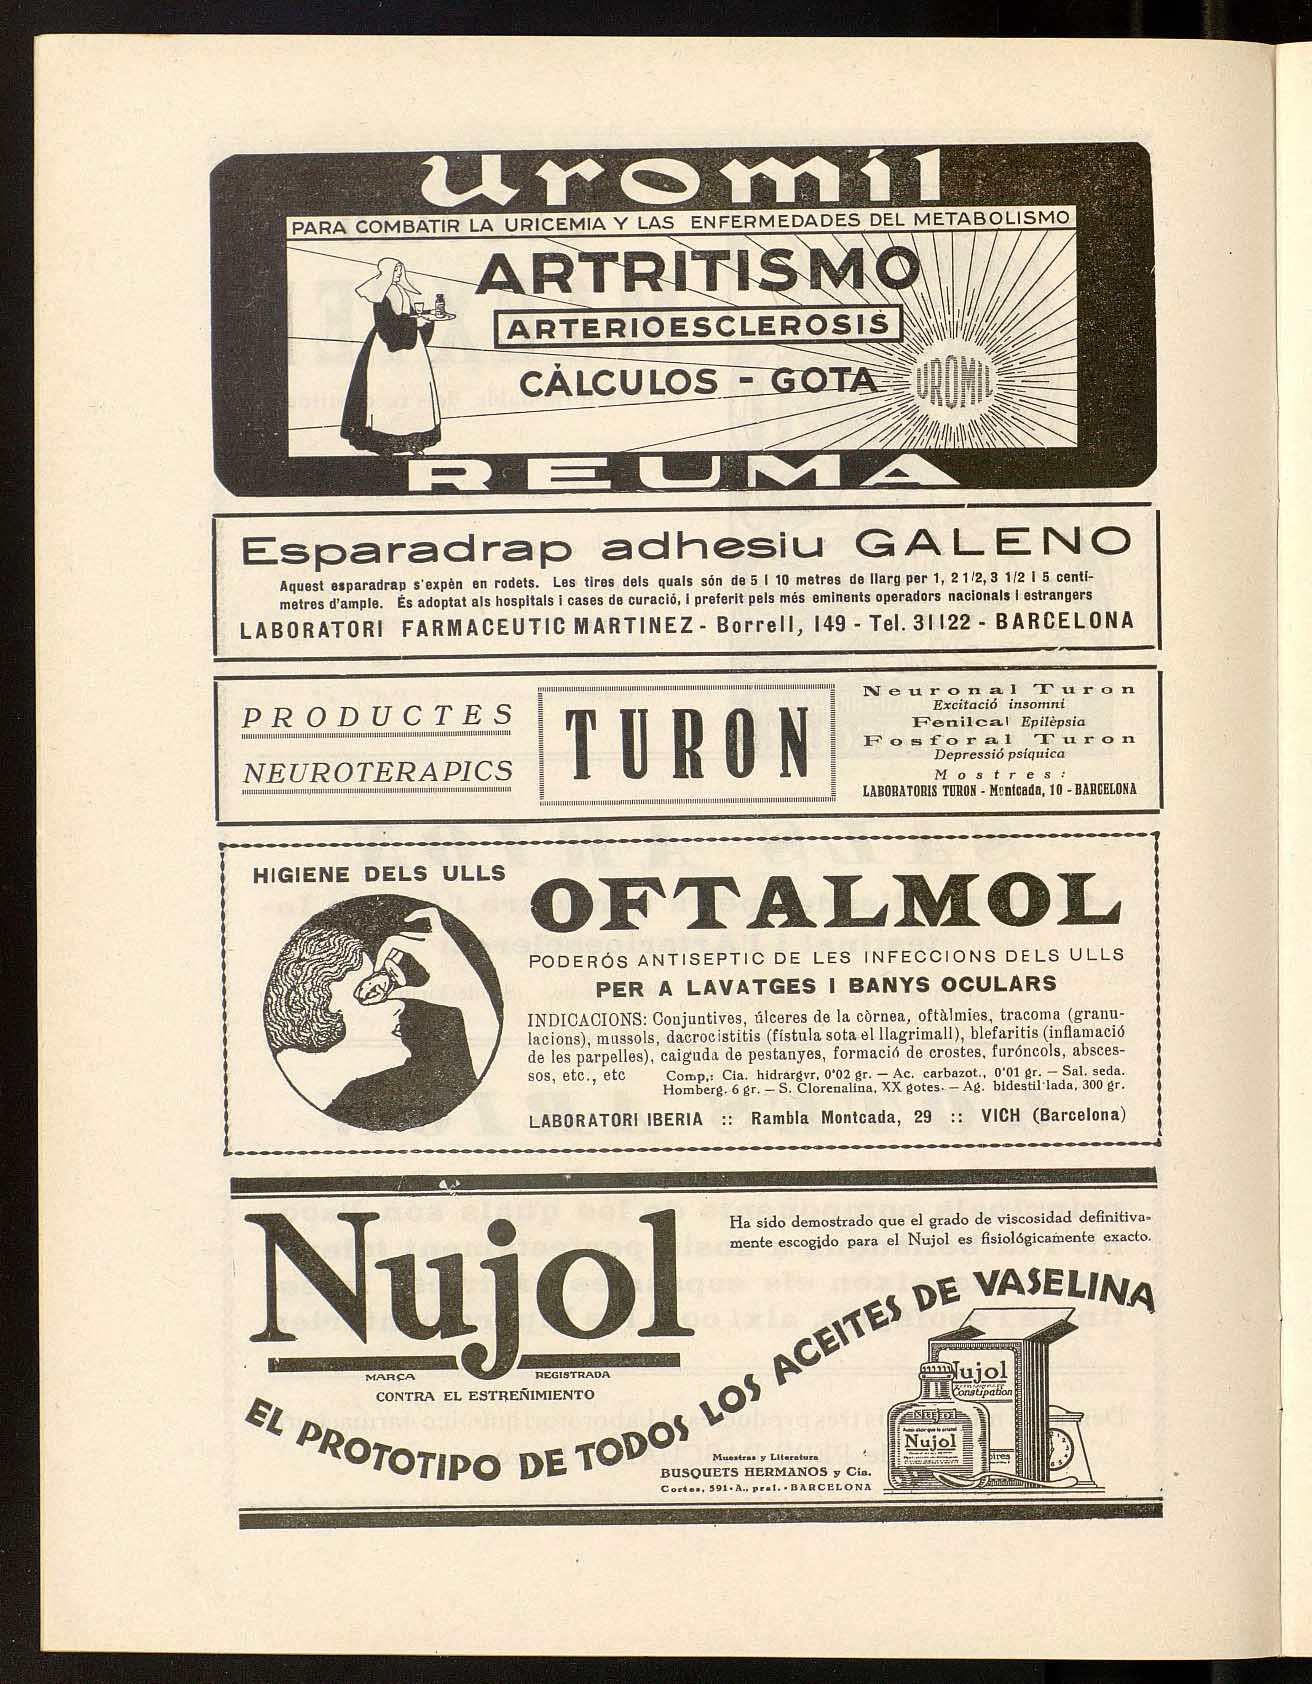 Uromil
PARA COMBATIR LA URICEMIA Y LAS ENFERMEDADES DEL METABOLISMO
ARTRITISMO
ARTERIOESCLEROSIS
CÀLCULOS - GOTA
UROMIL
REUMA
Esparadrap adhesiu GALENO
Aquest esparadrap s'expèn en rodets. Les tires dels quals són de 5 i 10 metres de llarg per 1, 2 1/2, 3 1/2 i 5 centí-
metres d'ample. És adoptat als hospitals i cases de curació, i preferit pels més eminents operadors nacionals i estrangers
LABORATORI FARMACEUTIC MARTINEZ - Borrell, 149 - Tel. 31122 - BARCELONA
PRODUCTES
NEUROTERAPICS
TURON
Neuronal Turon
Excitació insomni
Fenilcal Epilèpsia
Fosforal Turon
Depressió psíquica
Mostres:
LABORATORIS TURON - Montcada, 10 - BARCELONA
HIGIENE DELS ULLS
OFTALMOL
PODERÓS ANTISEPTIC DE LES INFECCIONS DELS ULLS
PER A LAVATGES I BANYS OCULARS
INDICACIONS: Conjuntives, úlceres de la còrnea, oftàlmies, tracoma (granu-
lacions), mussols, dacrocistitis (fístula sota el llagrimall), blefaritis (inflamació
de les parpelles), caiguda de pestanyes, formació de crostes, furóncols, absces-
sos, etc., etc Comp,: Cia. hidrargvr, 0'02 gr. — Ac. carbazot., 0'01 gr. — Sal. seda.
Homberg. 6 gr. — S. Clorenalina, XX gotes. — Ag. bidestil·lada, 300 gr.
LABORATORI IBERIA :: Rambla Montcada, 29 :: VICH (Barcelona)
Nujol
MARCA REGISTRADA
CONTRA EL ESTREÑIMIENTO
Ha sido demostrado que el grado de viscosidad definitiva-
mente escogido para el Nujol es fisiológicamente exacto.
EL PROTOTIPO DE TODOS LOS ACEITES DE VASELINA
Nujol
Constipation
Nujol
Nujol
Muestras y Literatura
BUSQUETS HERMANOS y Cia.
Cortes, 591-A., pral. - BARCELONA